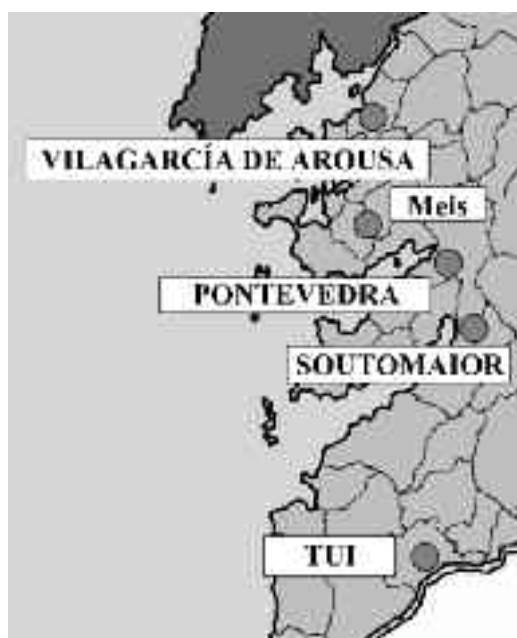 VILAGARCÍA DE AROUSA
Meis
PONTEVEDRA
SOUTOMAIOR
TUI